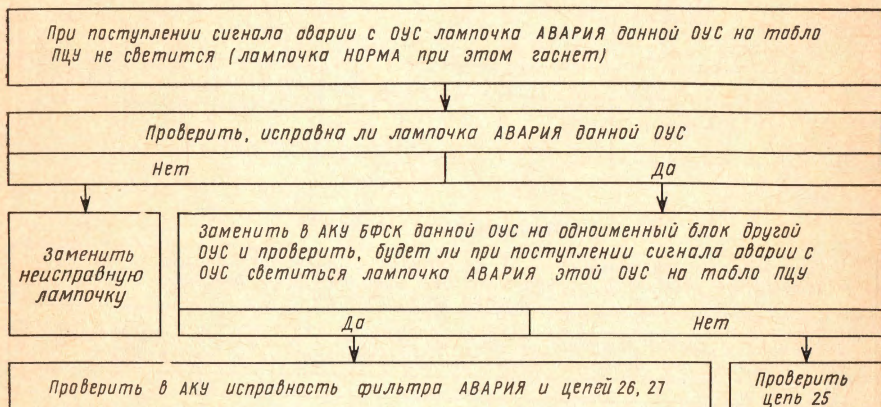 При поступлении сигнала аварии с ОУС лампочка АВАРИЯ данной ОУС на табло
ПЦУ не светится (лампочка НОРМА при этом гаснет)
Проверить, исправна ли лампочка АВАРИЯ данной ОУС
Нет
Да
Заменить
неисправную
лампочку
Заменить в АКУ БФСК данной ОУС на одноименный блок другой
ОУС и проверить, будет ли при поступлении сигнала аварии с
ОУС светиться лампочка АВАРИЯ этой ОУС на табло ПЦУ
Да
Нет
Проверить в АКУ исправность фильтра АВАРИЯ и цепей 26, 27
Проверить
цепь 25